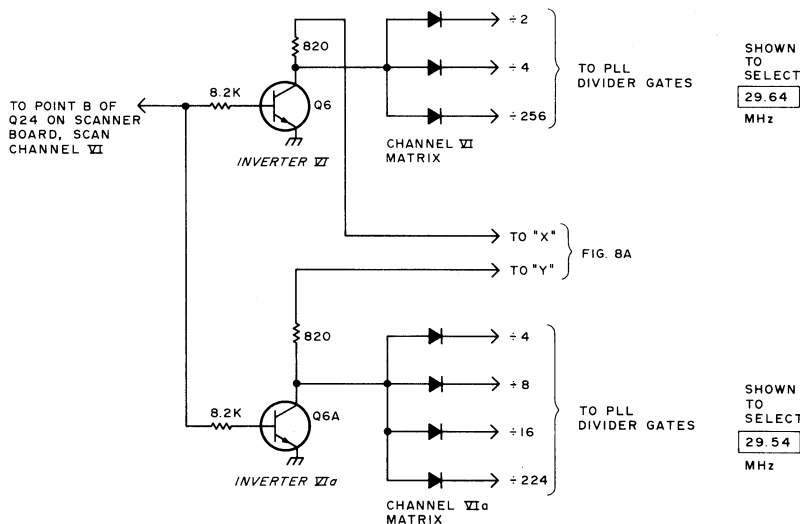 820
÷2
÷4
÷256
TO PLL
DIVIDER GATES
SHOWN
TO
SELECT
29.64
MHz
TO POINT B OF
Q24 ON SCANNER
BOARD, SCAN
CHANNEL VI
8.2K
Q6
INVERTER VI
CHANNEL VI
MATRIX
TO "X"
TO "Y"
FIG. 8A
820
÷4
÷8
÷16
÷224
TO PLL
DIVIDER GATES
SHOWN
TO
SELECT
29.54
MHz
8.2K
Q6A
INVERTER VIa
CHANNEL VIa
MATRIX